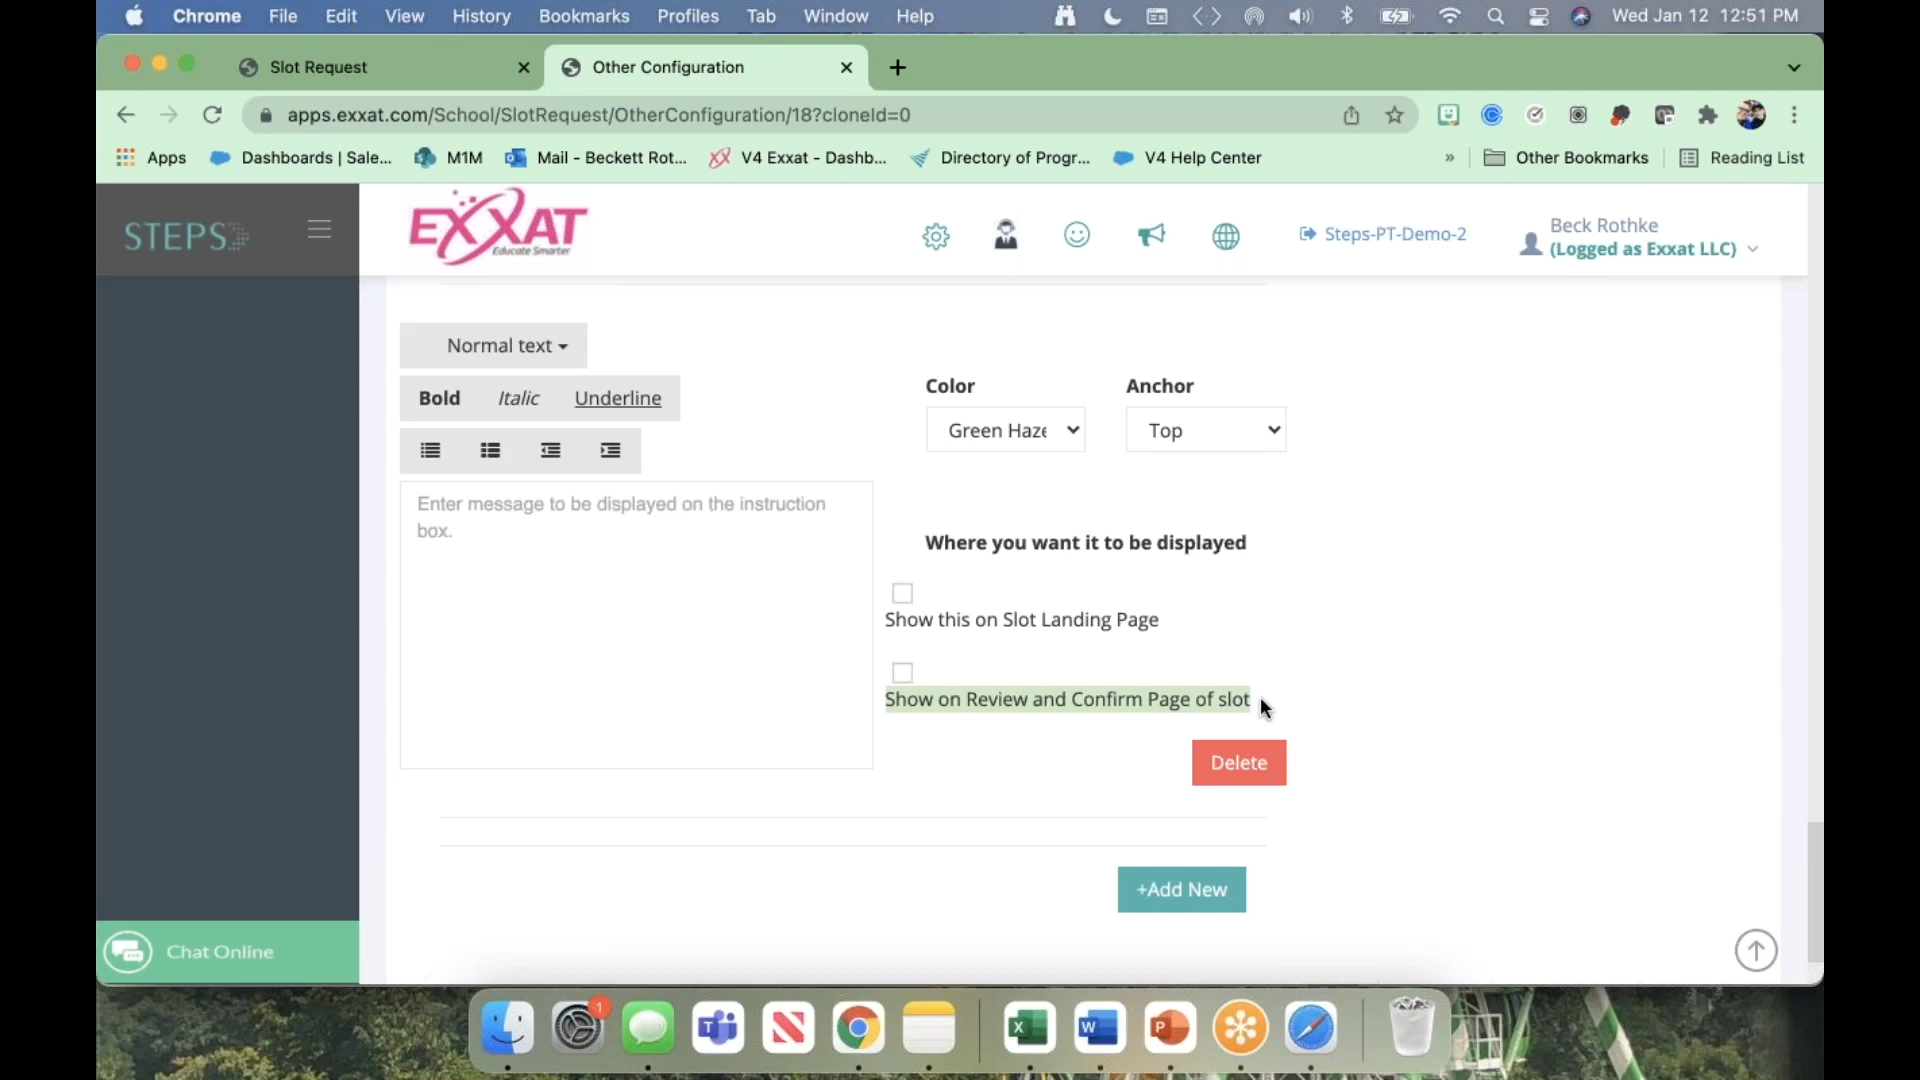 Chrome File Edit View History Bookmarks Profiles Tab Window Help Wed Jan 12 12:51 PM
Slot Request Other Configuration
apps.exxat.com/School/SlotRequest/OtherConfiguration/18?cloneId=0
Apps Dashboards | Sale... M1M Mail - Beckett Rot... V4 Exxat - Dashb... Directory of Progr... V4 Help Center » Other Bookmarks Reading List
STEPS
EXXAT
Educate Smarter
Steps-PT-Demo-2
Beck Rothke
(Logged as Exxat LLC)
Normal text
Bold Italic Underline
Color Anchor
Green Haze Top
Enter message to be displayed on the instruction
box.
Where you want it to be displayed
Show this on Slot Landing Page
Show on Review and Confirm Page of slot
Delete
+Add New
Chat Online
1